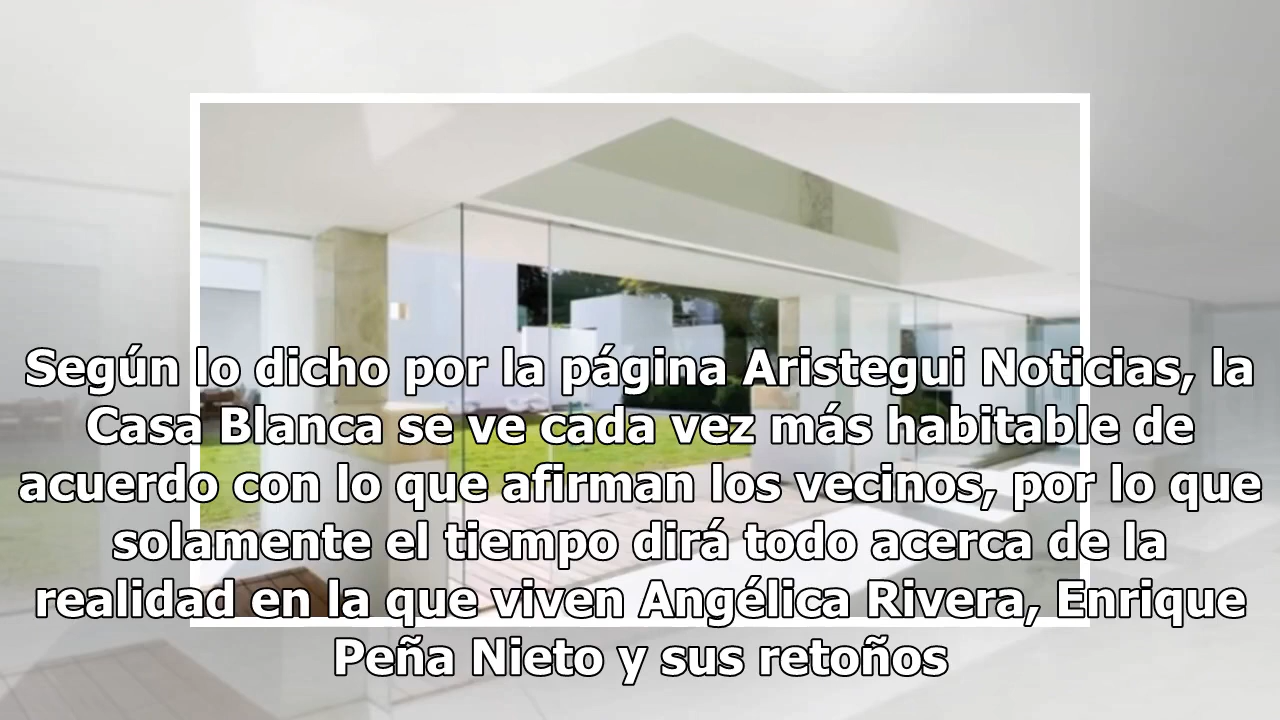 Según lo dicho por la página Aristegui Noticias, la
Casa Blanca se ve cada vez más habitable de
acuerdo con lo que afirman los vecinos, por lo que
solamente el tiempo dirá todo acerca de la
realidad en la que viven Angélica Rivera, Enrique
Peña Nieto y sus retoños